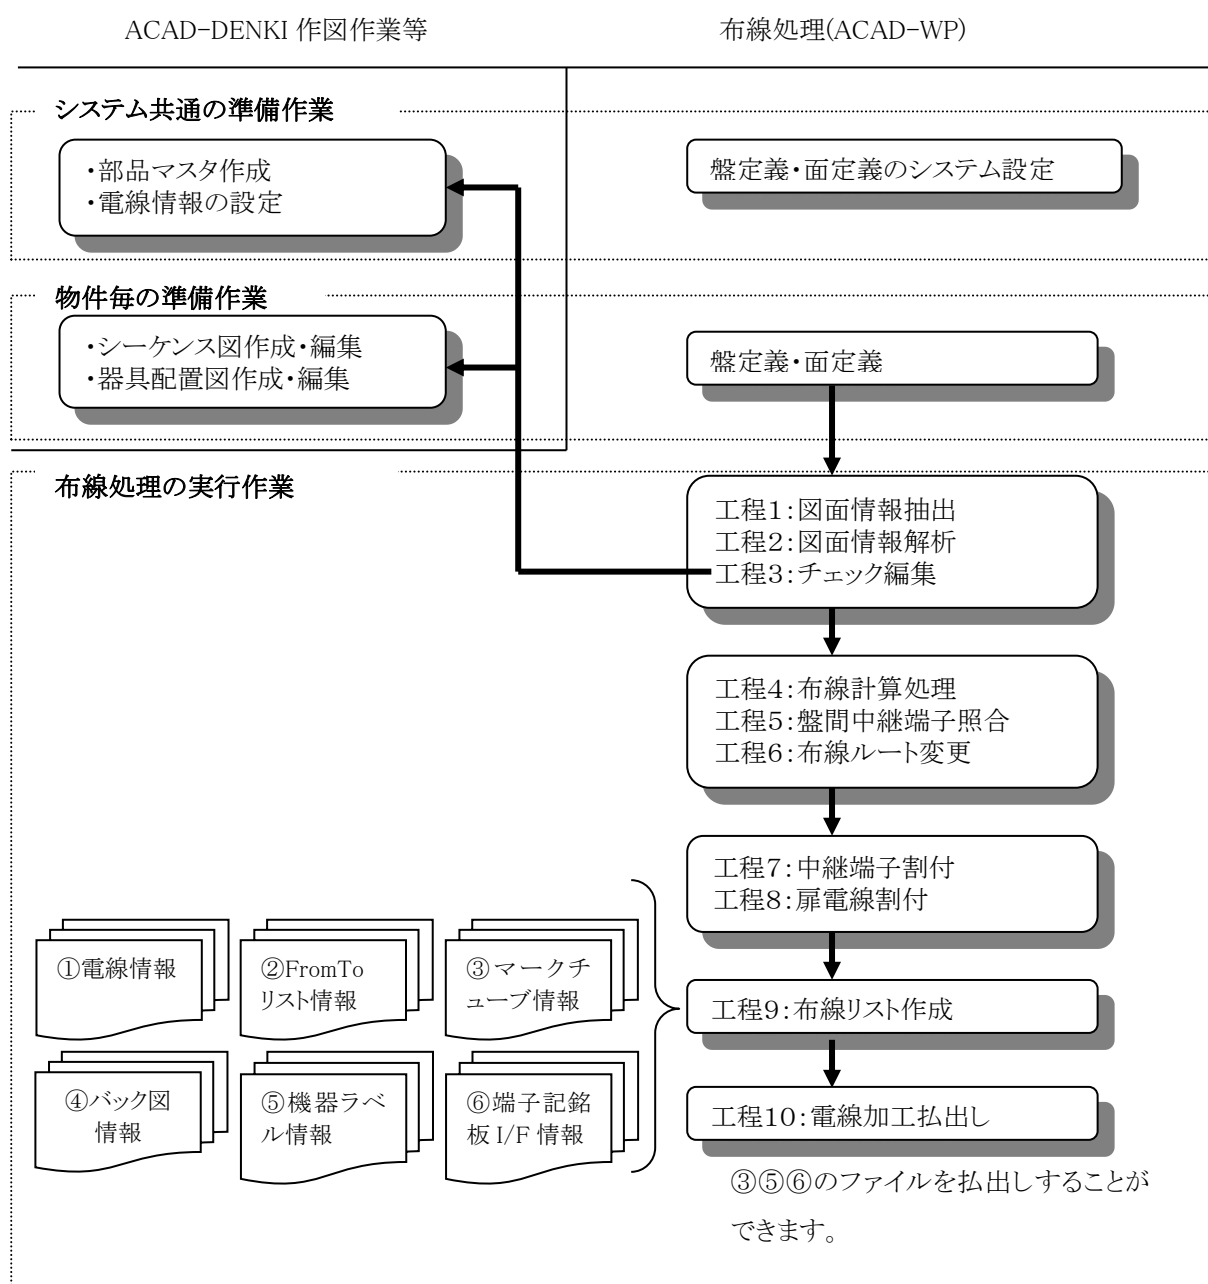 ACAD-DENKI 作図作業等
布線処理(ACAD-WP)
システム共通の準備作業
・部品マスタ作成
・電線情報の設定
盤定義・面定義のシステム設定
物件毎の準備作業
・シーケンス図作成・編集
・器具配置図作成・編集
盤定義・面定義
布線処理の実行作業
工程1:図面情報抽出
工程2:図面情報解析
工程3:チェック編集
工程4:布線計算処理
工程5:盤間中継端子照合
工程6:布線ルート変更
工程7:中継端子割付
工程8:扉電線割付
①電線情報
②FromTo
リスト情報
③マークチ
ューブ情報
工程9:布線リスト作成
④バック図
情報
⑤機器ラベ
ル情報
⑥端子記銘
板 I/F 情報
工程10:電線加工払出し
③⑤⑥のファイルを払出しすることが
できます。